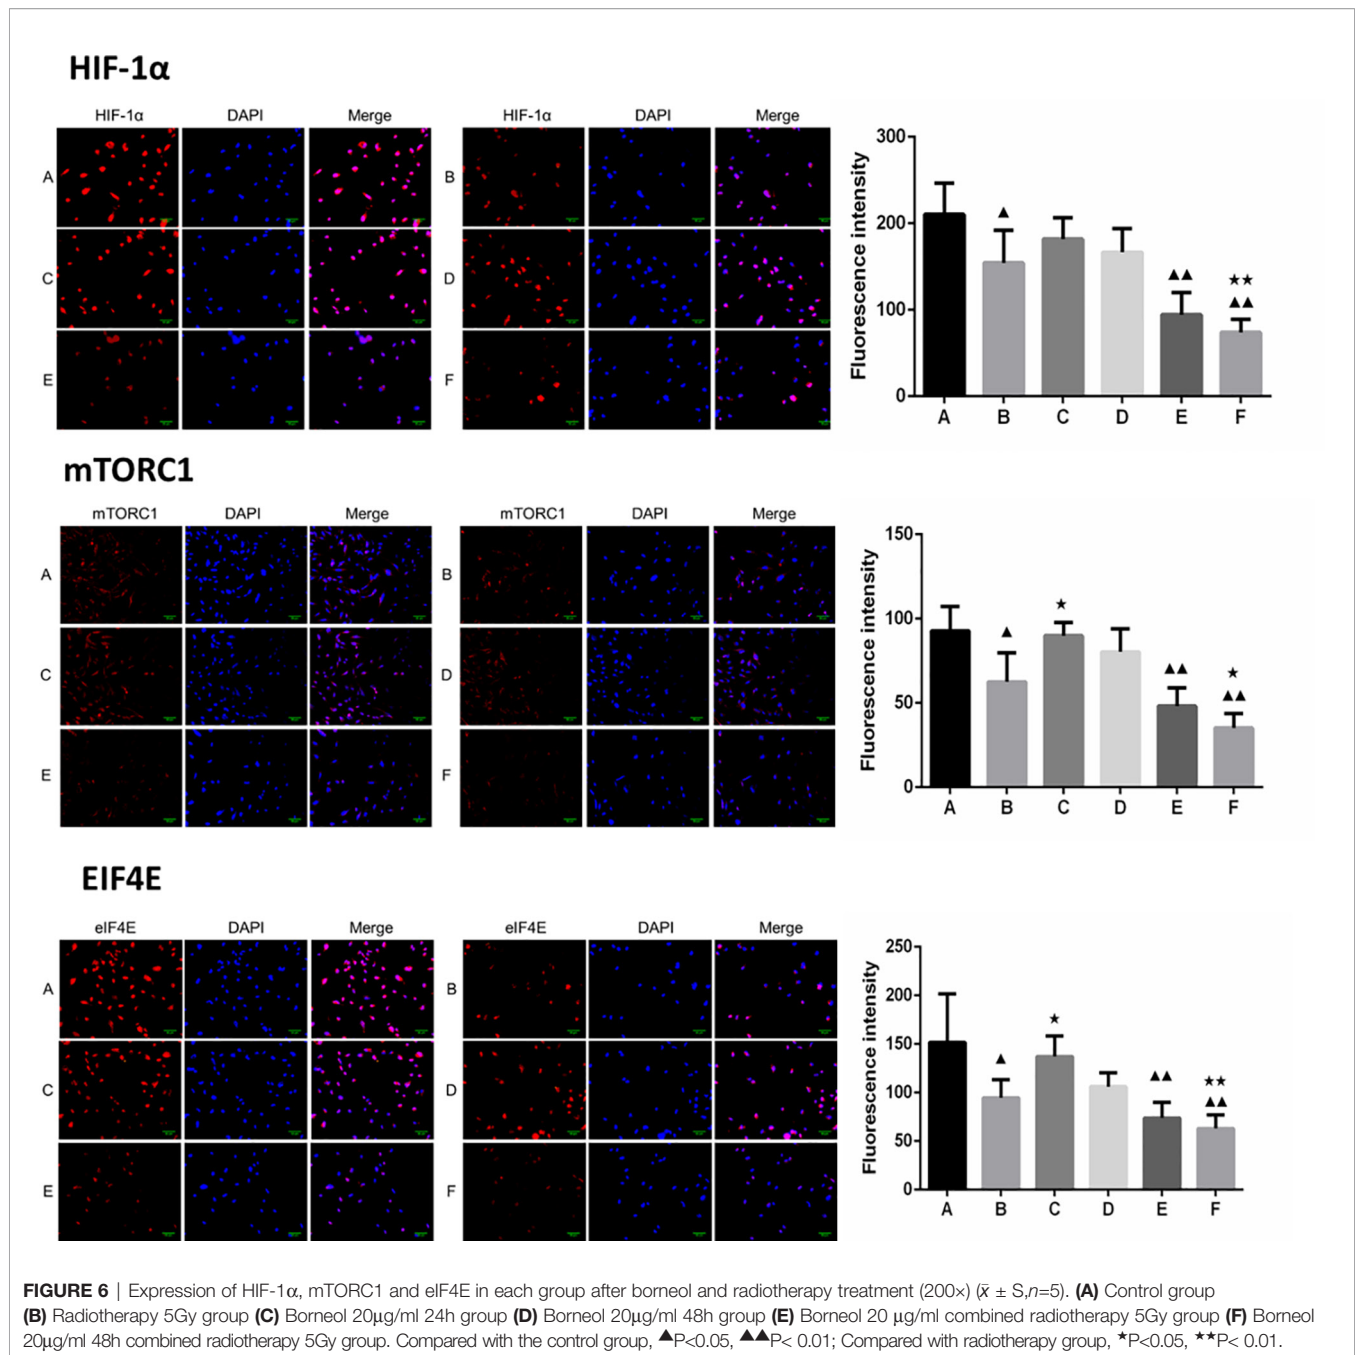 HIF-1α
HIF-1α DAPI Merge HIF-1α DAPI Merge
A
B
C
D
E
F
Fluorescence intensity
300
200
100
0
▲
▲▲
★★
▲▲
A B C D E F
mTORC1
mTORC1 DAPI Merge mTORC1 DAPI Merge
A
B
C
D
E
F
Fluorescence intensity
150
100
50
0
▲
★
▲▲
★
▲▲
A B C D E F
EIF4E
eIF4E DAPI Merge eIF4E DAPI Merge
A
B
C
D
E
F
Fluorescence intensity
250
200
150
100
50
0
▲
★
▲▲
★★
▲▲
A B C D E F
FIGURE 6 | Expression of HIF-1α, mTORC1 and eIF4E in each group after borneol and radiotherapy treatment (200×) (x̄ ± S,n=5). (A) Control group
(B) Radiotherapy 5Gy group (C) Borneol 20μg/ml 24h group (D) Borneol 20μg/ml 48h group (E) Borneol 20 μg/ml combined radiotherapy 5Gy group (F) Borneol
20μg/ml 48h combined radiotherapy 5Gy group. Compared with the control group, ▲P<0.05, ▲▲P< 0.01; Compared with radiotherapy group, ★P<0.05, ★★P< 0.01.